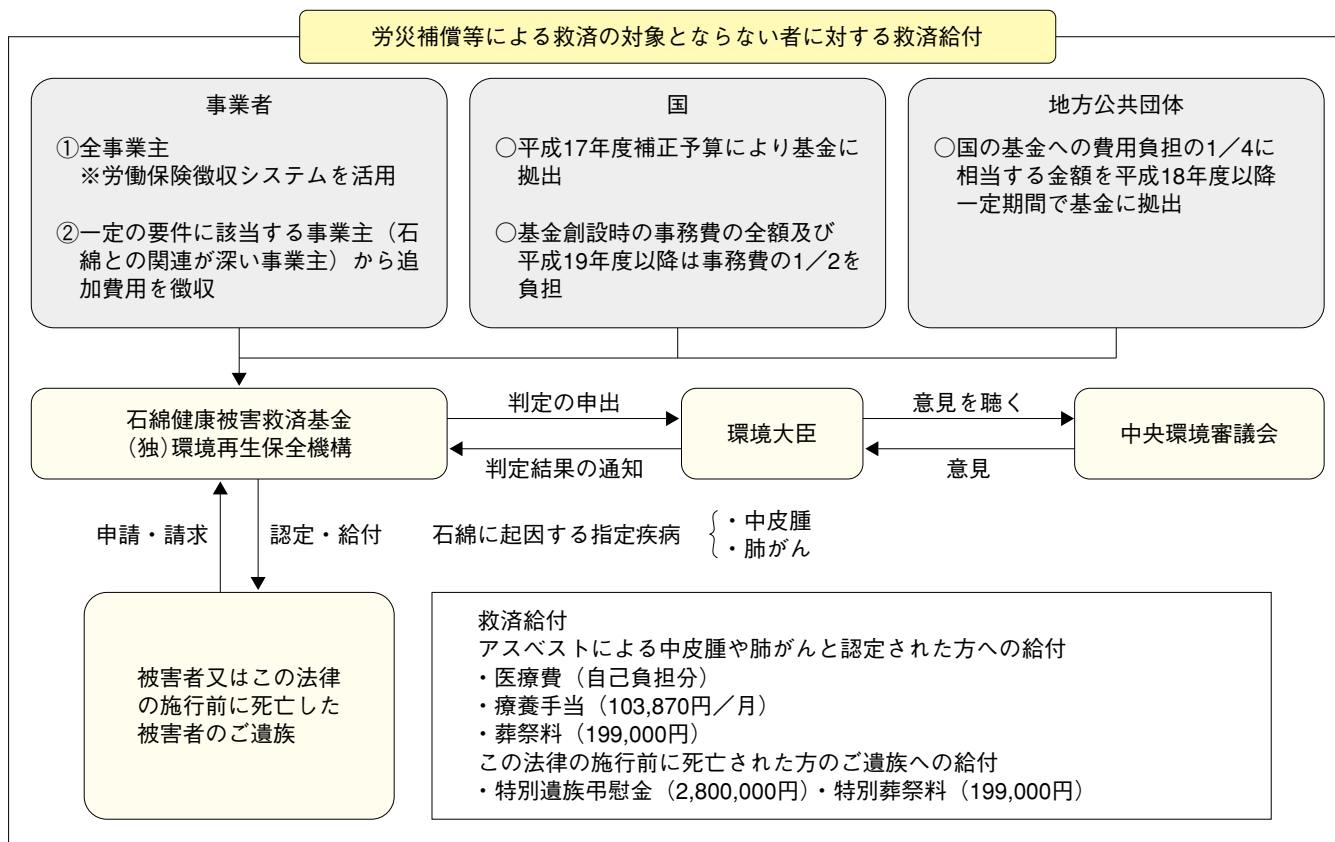 労災補償等による救済の対象とならない者に対する救済給付
事業者
①全事業主
※労働保険徴収システムを活用
②一定の要件に該当する事業主（石
綿との関連が深い事業主）から追
加費用を徴収
国
○平成17年度補正予算により基金に
拠出
○基金創設時の事務費の全額及び
平成19年度以降は事務費の1／2を
負担
地方公共団体
○国の基金への費用負担の1／4に
相当する金額を平成18年度以降
一定期間で基金に拠出
石綿健康被害救済基金
（独）環境再生保全機構
判定の申出
判定結果の通知
環境大臣
意見を聴く
意見
中央環境審議会
申請・請求
認定・給付
石綿に起因する指定疾病
・中皮腫
・肺がん
被害者又はこの法律
の施行前に死亡した
被害者のご遺族
救済給付
アスベストによる中皮腫や肺がんと認定された方への給付
・医療費（自己負担分）
・療養手当（103,870円／月）
・葬祭料（199,000円）
この法律の施行前に死亡された方のご遺族への給付
・特別遺族弔慰金（2,800,000円）・特別葬祭料（199,000円）